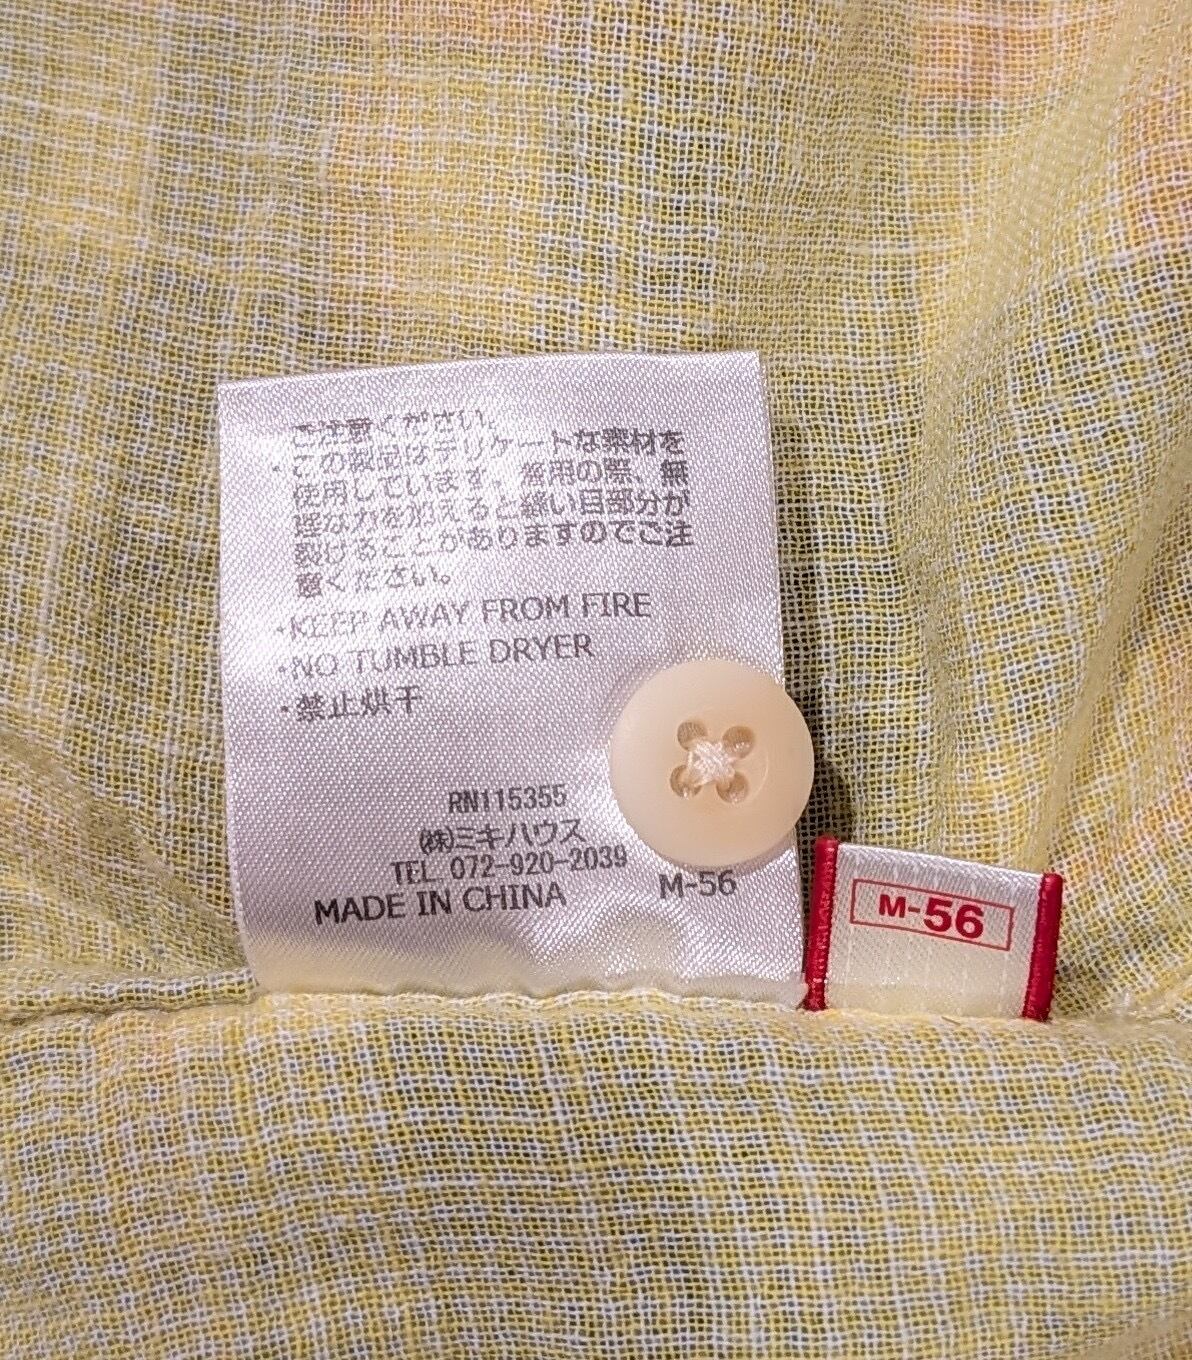 ご注意ください。
・この製品はデリケートな素材を
使用しています。着用の際、無
理な力を加えると縫い目部分が
裂けることがありますのでご注
意ください。
・KEEP AWAY FROM FIRE
・NO TUMBLE DRYER
・禁止烘干
RN115355
㈱ミキハウス
TEL 072-920-2039
MADE IN CHINA
M-56
M-56